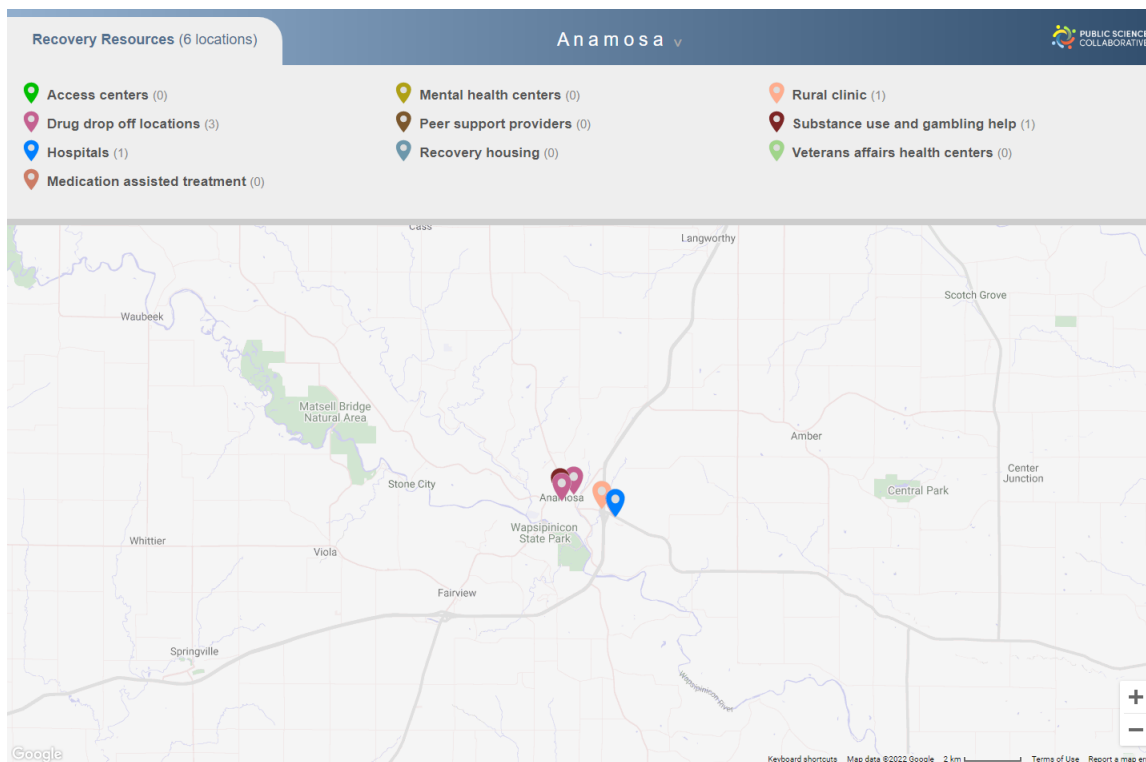 Recovery Resources (6 locations)
Anamosa v
PUBLIC SCIENCE
COLLABORATIVE
Access centers (0)
Mental health centers (0)
Rural clinic (1)
Drug drop off locations (3)
Peer support providers (0)
Substance use and gambling help (1)
Hospitals (1)
Recovery housing (0)
Veterans affairs health centers (0)
Medication assisted treatment (0)
Cass
Langworthy
Scotch Grove
Waubeek
Matsell Bridge
Natural Area
Amber
Center
Junction
Stone City
Anamosa
Central Park
Wapsipinicon
State Park
Whittier
Viola
Fairview
Springville
Wapsipinicon River
+
−
Google
Keyboard shortcuts
Map data ©2022 Google
2 km
Terms of Use
Report a map er